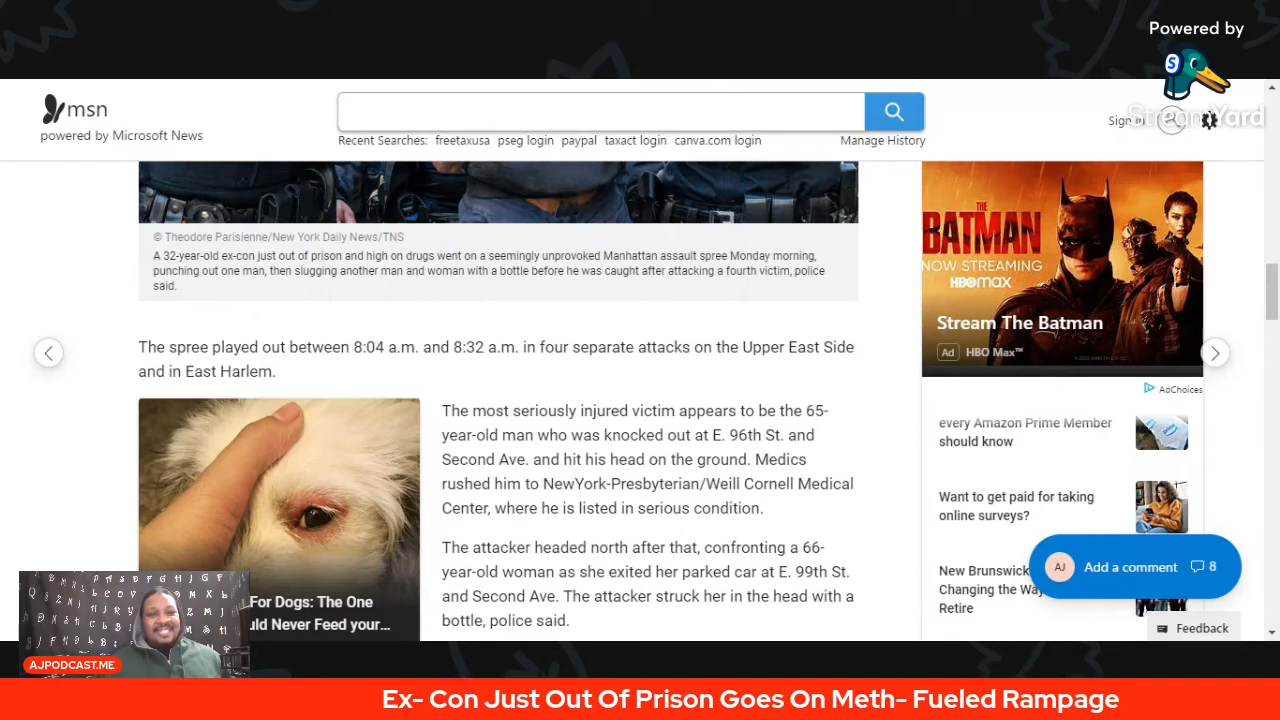 Powered by
StreamYard
msn
powered by Microsoft News
Sign in
Recent Searches: freetaxusa pseg login paypal taxact login canva.com login Manage History
© Theodore Parisienne/New York Daily News/TNS
A 32-year-old ex-con just out of prison and high on drugs went on a seemingly unprovoked Manhattan assault spree Monday morning,
punching out one man, then slugging another man and woman with a bottle before he was caught after attacking a fourth victim, police
said.
The spree played out between 8:04 a.m. and 8:32 a.m. in four separate attacks on the Upper East Side
and in East Harlem.
The most seriously injured victim appears to be the 65-
year-old man who was knocked out at E. 96th St. and
Second Ave. and hit his head on the ground. Medics
rushed him to NewYork-Presbyterian/Weill Cornell Medical
Center, where he is listed in serious condition.
The attacker headed north after that, confronting a 66-
year-old woman as she exited her parked car at E. 99th St.
and Second Ave. The attacker struck her in the head with a
bottle, police said.
For Dogs: The One
uld Never Feed your...
THE
BATMAN
NOW STREAMING
HBOmax
Stream The Batman
Ad HBO Max™
AdChoices
every Amazon Prime Member
should know
Want to get paid for taking
online surveys?
New Brunswick
Changing the Way
Retire
AJ Add a comment 8
Feedback
AJPODCAST.ME
Ex- Con Just Out Of Prison Goes On Meth- Fueled Rampage